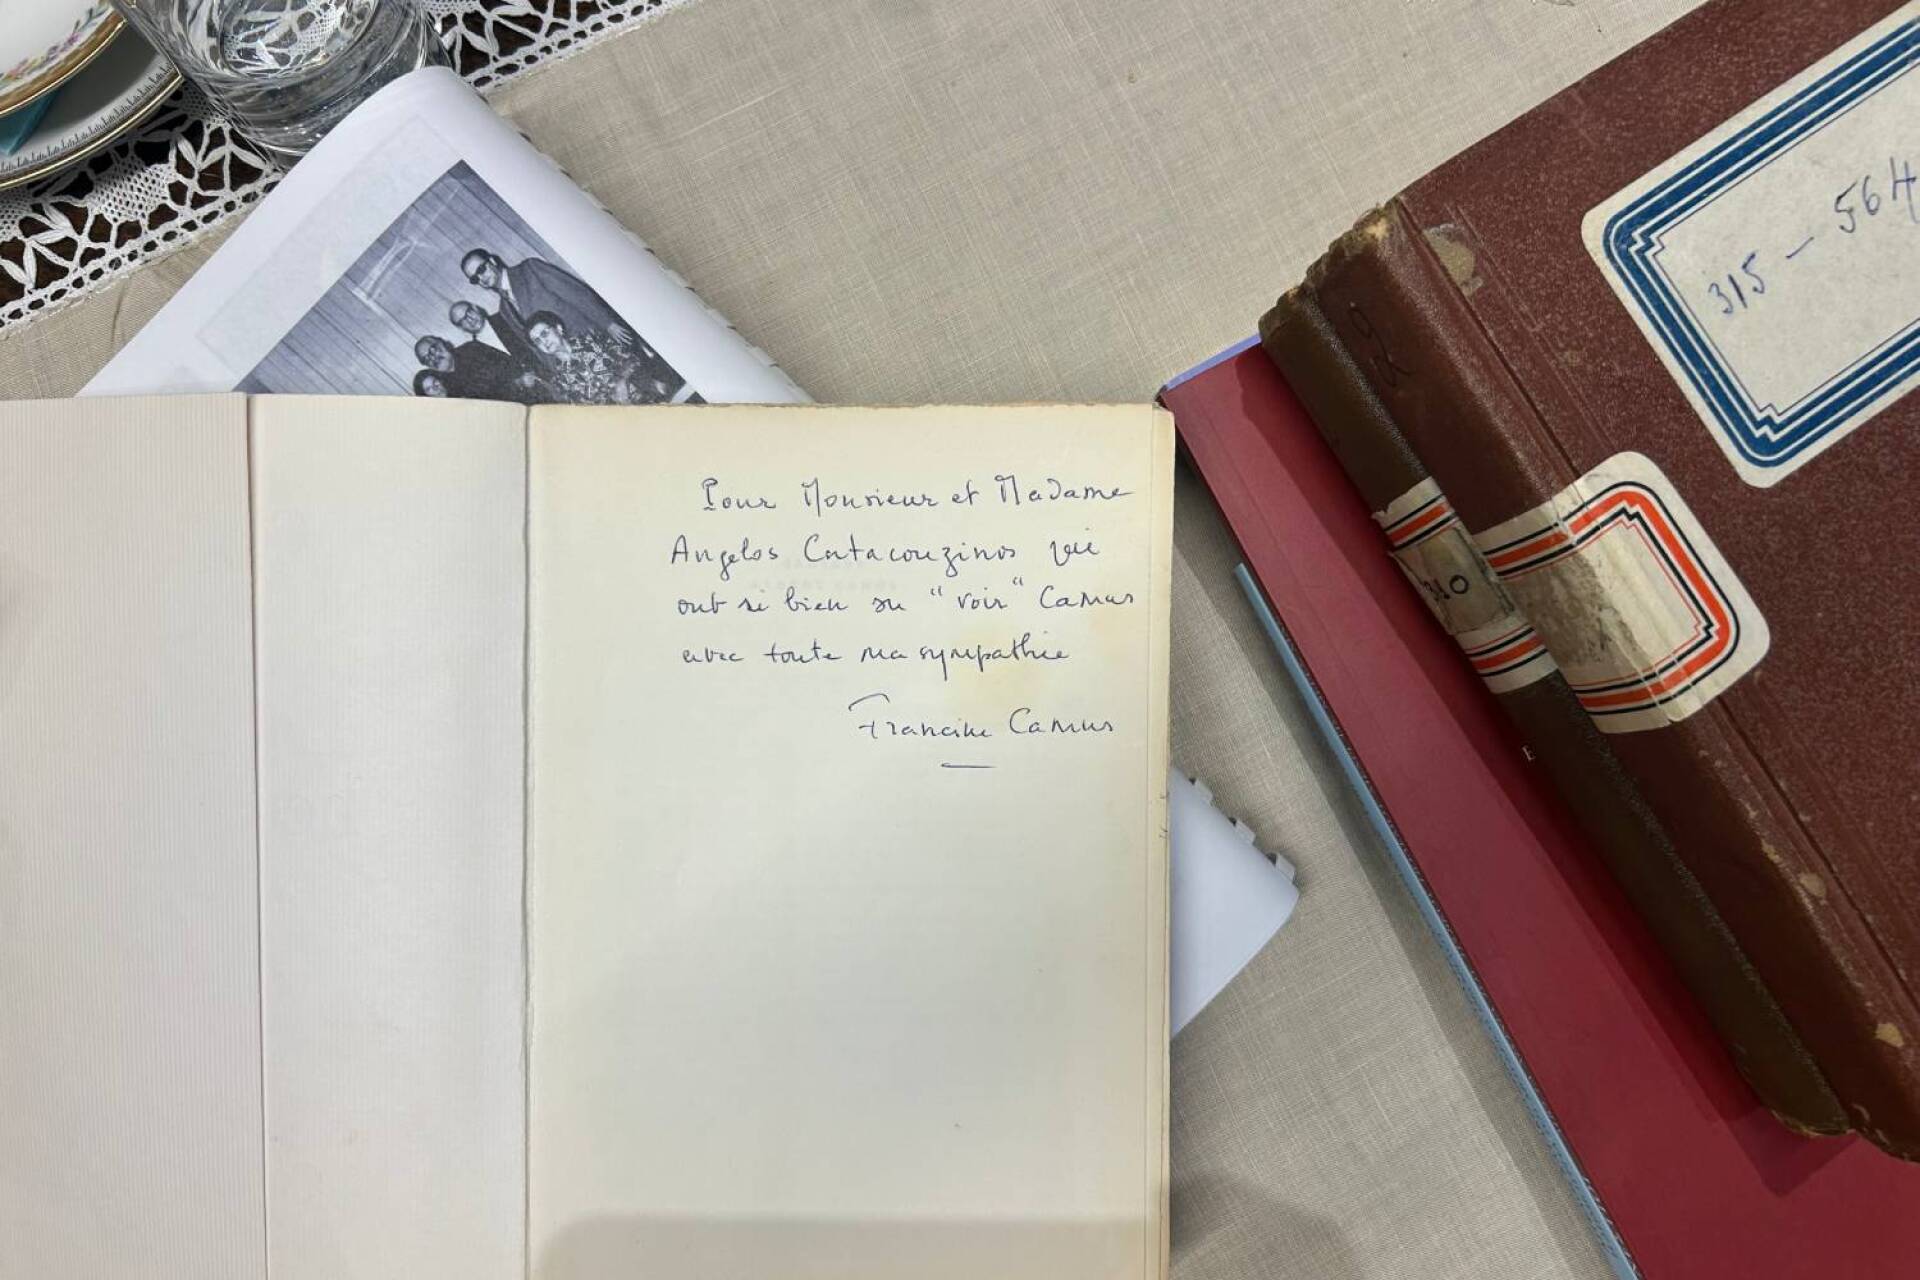 Pour Monsieur et Madame
Angelos Catacouzinos qui
ont si bien su "voir" Camus
avec toute ma sympathie
Francine Camus
315 - 564
310
E